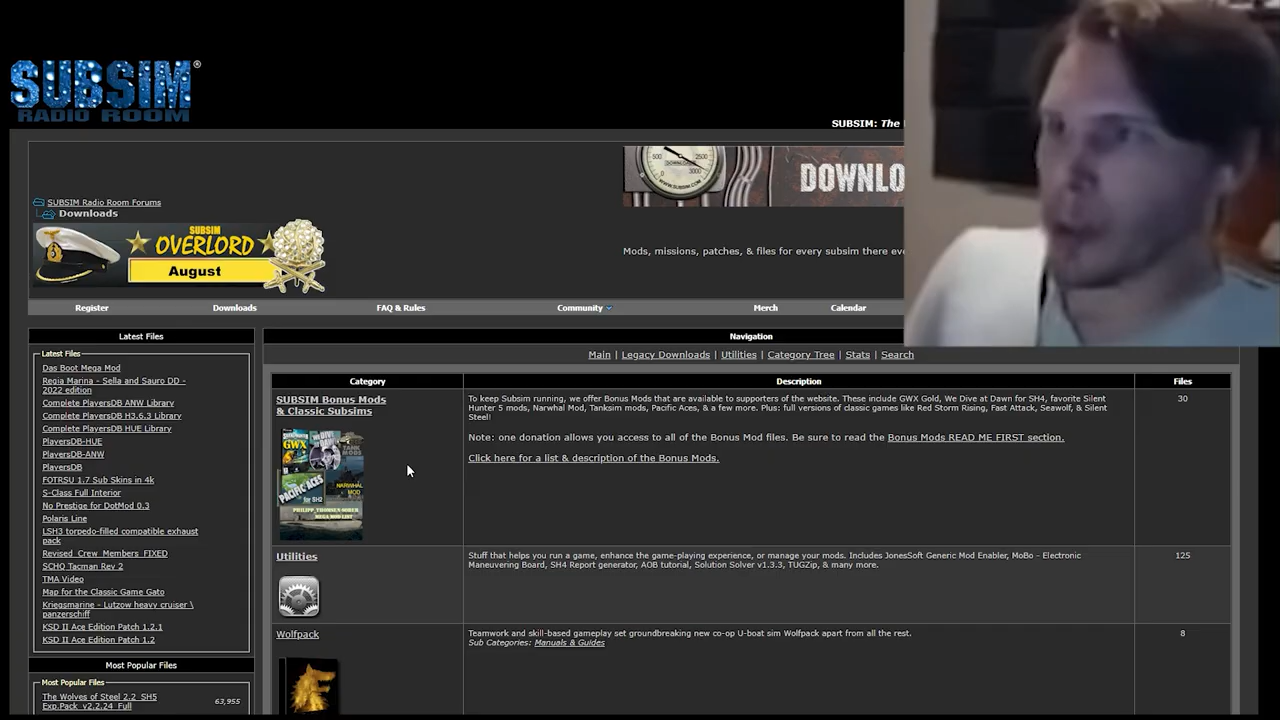 SUBSIM®
RADIO ROOM
SUBSIM: The
SUBSIM Radio Room Forums
Downloads
SUBSIM
OVERLORD
August
DOWNLO
Mods, missions, patches, & files for every subsim there eve
Register
Downloads
FAQ & Rules
Community
Merch
Calendar
Latest Files
Latest Files
Das Boot Mega Mod
Regia Marina - Sella and Sauro DD -
2022 edition
Complete PlayersDB ANW Library
Complete PlayersDB H3.6.3 Library
Complete PlayersDB HUE Library
PlayersDB-HUE
PlayersDB-ANW
PlayersDB
FOTRSU 1.7 Sub Skins in 4k
S-Class Full Interior
No Prestige for DotMod 0.3
Polaris Line
LSH3 torpedo-filled compatible exhaust
pack
Revised_Crew_Members_FIXED
SCHQ Tacman Rev 2
TMA Video
Map for the Classic Game Gato
Kriegsmarine - Lutzow heavy cruiser \
panzerschiff
KSD II Ace Edition Patch 1.2.1
KSD II Ace Edition Patch 1.2
Most Popular Files
Most Popular Files
The Wolves of Steel 2.2_SH5
Exp.Pack_v2.2.24_Full
63,955
Navigation
Main | Legacy Downloads | Utilities | Category Tree | Stats | Search
Category
Description
Files
SUBSIM Bonus Mods
& Classic Subsims
GWX
WE DIVE
TANK
MODS
PACIFIC ACES
for SH2
NARWHAL
MOD
MEGA MOD LIST
To keep Subsim running, we offer Bonus Mods that are available to supporters of the website. These include GWX Gold, We Dive at Dawn for SH4, favorite Silent
Hunter 5 mods, Narwhal Mod, Tanksim mods, Pacific Aces, & a few more. Plus: full versions of classic games like Red Storm Rising, Fast Attack, Seawolf, & Silent
Steel!
Note: one donation allows you access to all of the Bonus Mod files. Be sure to read the Bonus Mods READ ME FIRST section.
Click here for a list & description of the Bonus Mods.
30
Utilities
Stuff that helps you run a game, enhance the game-playing experience, or manage your mods. Includes JonesSoft Generic Mod Enabler, MoBo - Electronic
Maneuvering Board, SH4 Report generator, AOB tutorial, Solution Solver v1.3.3, TUGZip, & many more.
125
Wolfpack
Teamwork and skill-based gameplay set groundbreaking new co-op U-boat sim Wolfpack apart from all the rest.
Sub Categories: Manuals & Guides
8